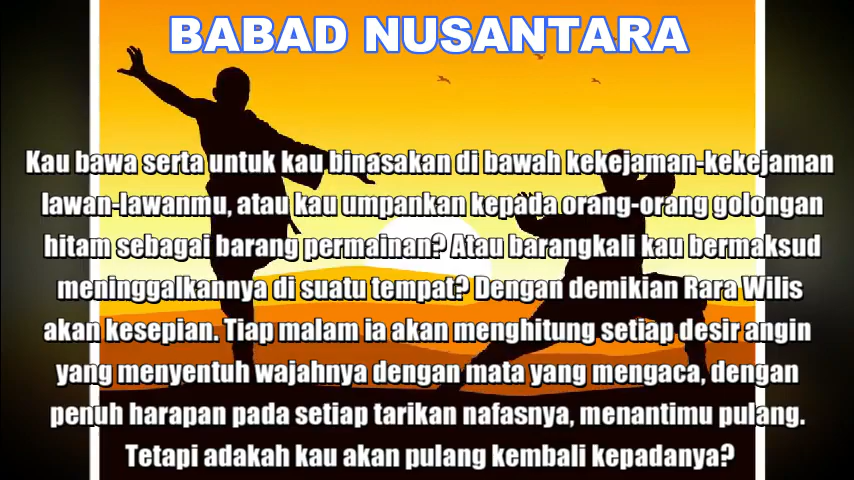 BABAD NUSANTARA
Kau bawa serta untuk kau binasakan di bawah kekejaman-kekejaman
lawan-lawanmu, atau kau umpankan kepada orang-orang golongan
hitam sebagai barang permainan? Atau barangkali kau bermaksud
meninggalkannya di suatu tempat? Dengan demikian Rara Wilis
akan kesepian. Tiap malam ia akan menghitung setiap desir angin
yang menyentuh wajahnya dengan mata yang mengaca, dengan
penuh harapan pada setiap tarikan nafasnya, menantimu pulang.
Tetapi adakah kau akan pulang kembali kepadanya?